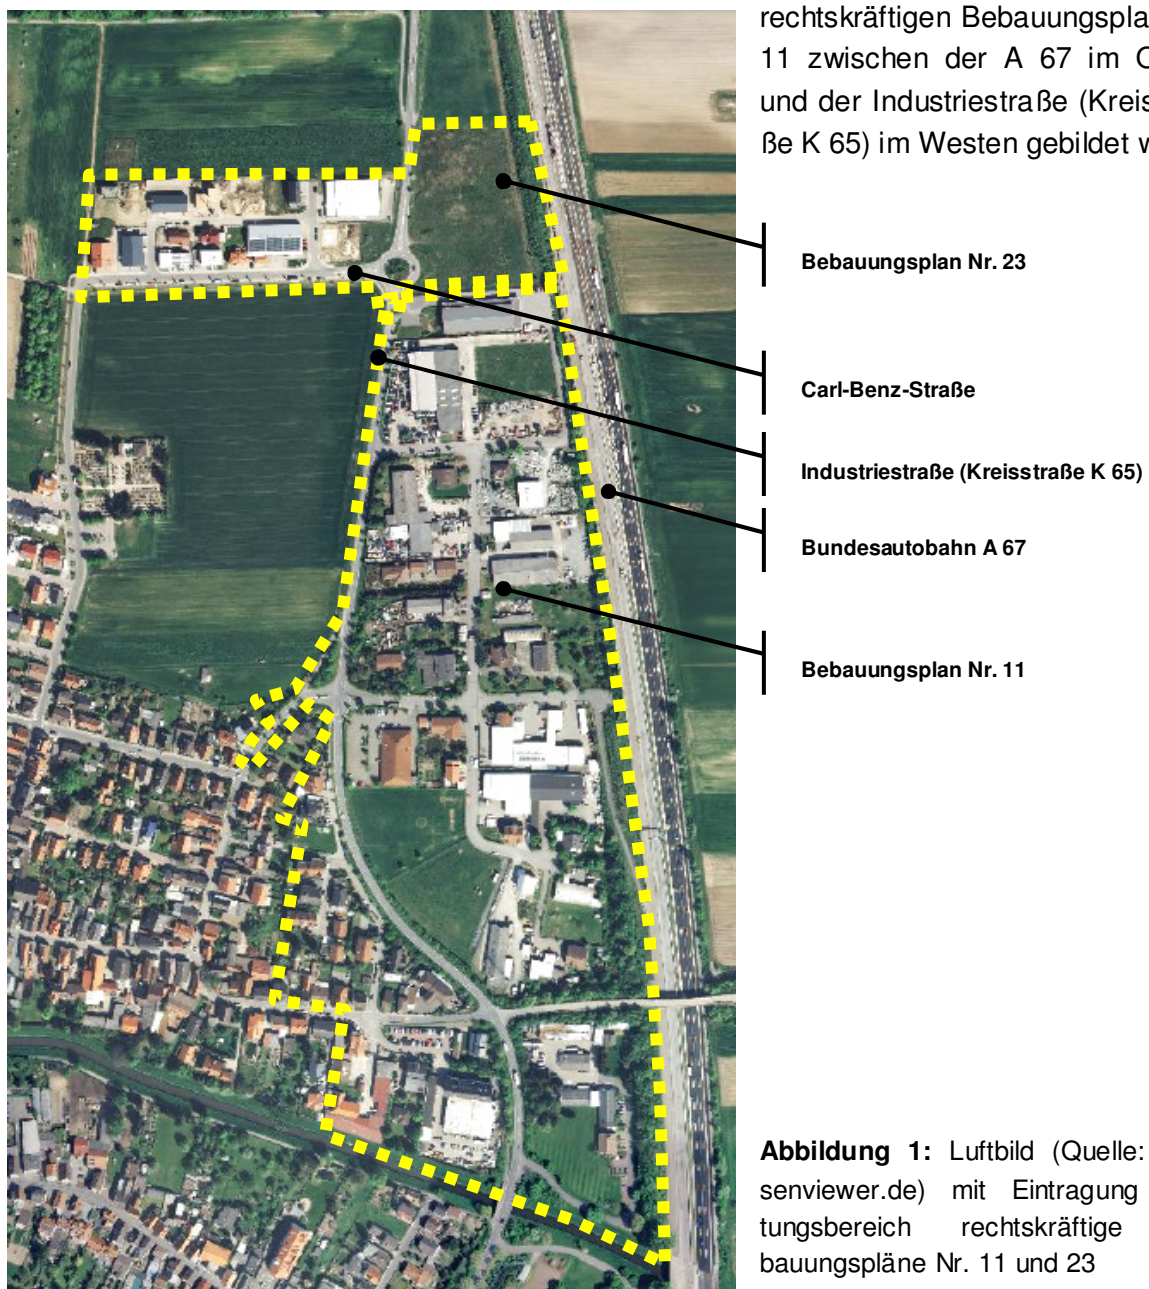 rechtskräftigen Bebauungspla
11 zwischen der A 67 im
und der Industriestraße (Kreis
ße K 65) im Westen gebildet
Bebauungsplan Nr. 23
Carl-Benz-Straße
Industriestraße (Kreisstraße K 65)
Bundesautobahn A 67
Bebauungsplan Nr. 11
Abbildung 1: Luftbild (Quelle:
senviewer.de) mit Eintragung
tungsbereich rechtskräftige
bauungspläne Nr. 11 und 23